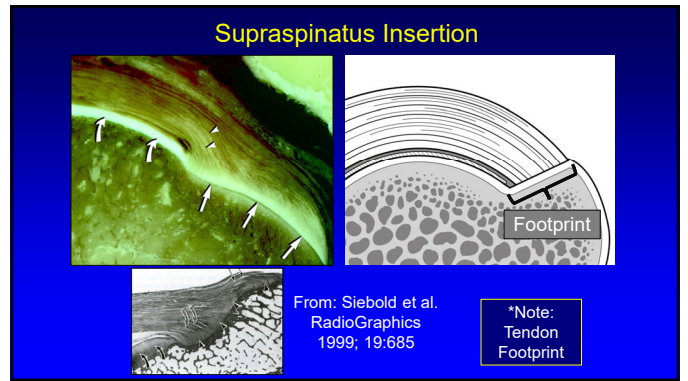 Supraspinatus Insertion
Footprint
From: Siebold et al.
RadioGraphics
1999; 19:685
*Note:
Tendon
Footprint